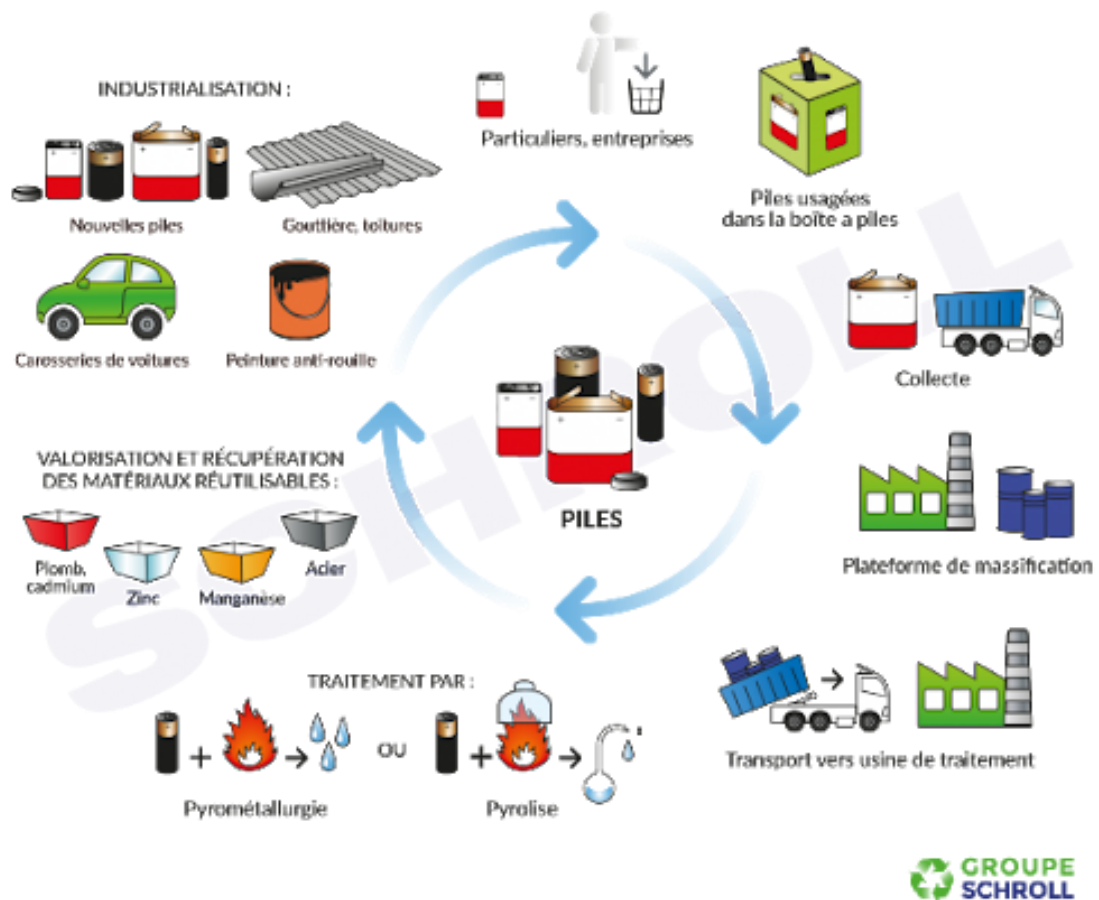 INDUSTRIALISATION :
Nouvelles piles
Gouttière, toitures
Carosseries de voitures
Peinture anti-rouille
Particuliers, entreprises
Piles usagées
dans la boîte a piles
Collecte
Plateforme de massification
Transport vers usine de traitement
TRAITEMENT PAR :
OU
Pyrométallurgie
Pyrolise
VALORISATION ET RÉCUPÉRATION
DES MATÉRIAUX RÉUTILISABLES :
Plomb,
cadmium
Zinc
Manganèse
Acier
PILES
SCHROLL
GROUPE
SCHROLL